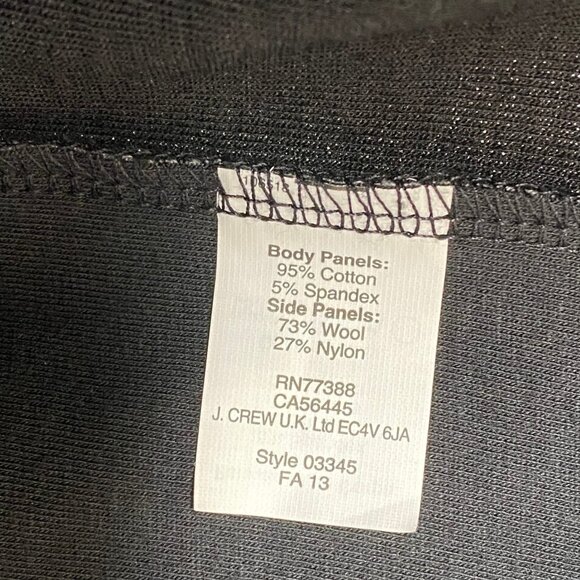 Body Panels:
95% Cotton
5% Spandex
Side Panels:
73% Wool
27% Nylon
RN77388
CA56445
J. CREW U.K. Ltd EC4V 6JA
Style 03345
FA 13